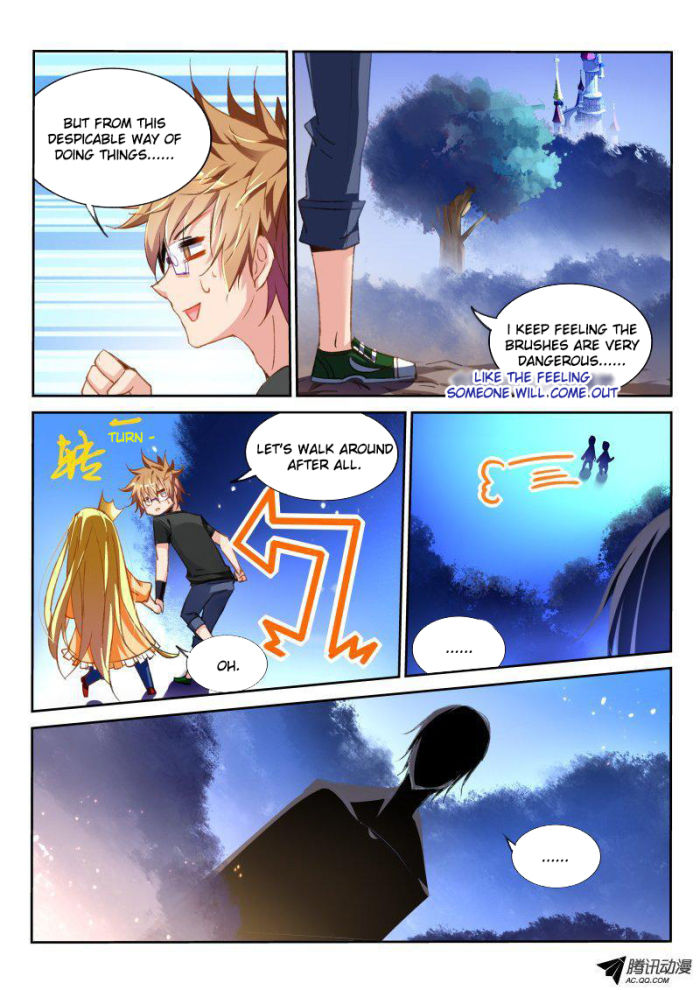 BUT FROM THIS
DESPICABLE WAY OF
DOING THINGS......
I KEEP FEELING THE
BRUSHES ARE VERY
DANGEROUS......
LIKE THE FEELING
SOMEONE WILL COME OUT
TURN -
转
LET'S WALK AROUND
AFTER ALL.
OH.
......
......
腾讯动漫
AC.QQ.COM